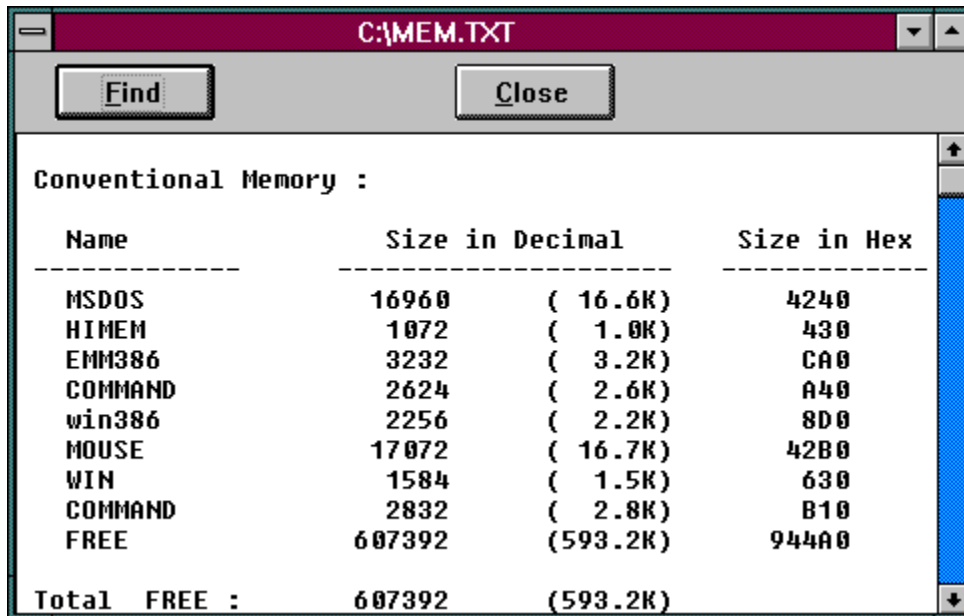 C:\MEM.TXT
Find Close
Conventional Memory :
Name Size in Decimal Size in Hex
------------- --------------------- -------------
MSDOS 16960 ( 16.6K) 4240
HIMEM 1072 ( 1.0K) 430
EMM386 3232 ( 3.2K) CA0
COMMAND 2624 ( 2.6K) A40
win386 2256 ( 2.2K) 8D0
MOUSE 17072 ( 16.7K) 42B0
WIN 1584 ( 1.5K) 630
COMMAND 2832 ( 2.8K) B10
FREE 607392 (593.2K) 944A0
Total FREE : 607392 (593.2K)